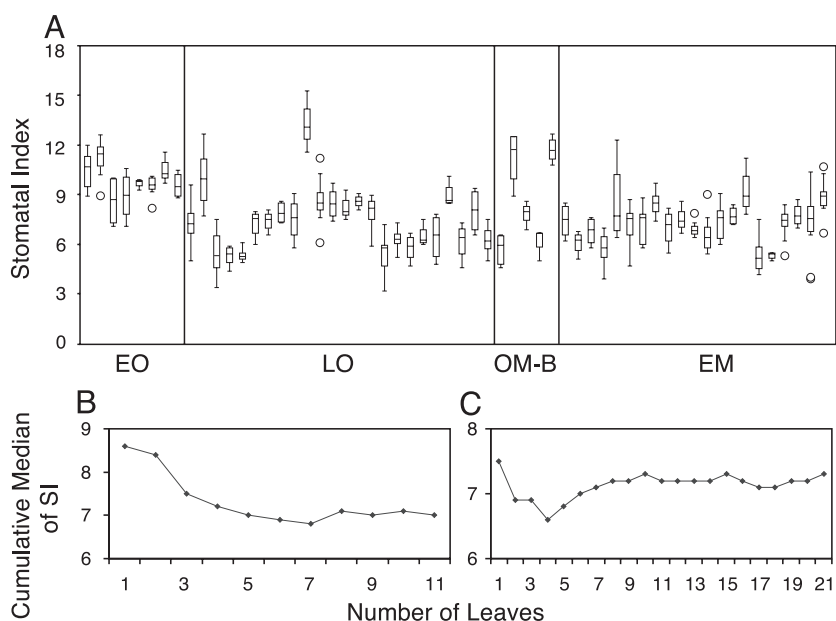 A
Stomatal Index
18
15
12
9
6
3
0
EO
LO
OM-B
EM
B
Cumulative Median
of SI
9
8
7
6
1 3 5 7 9 11
C
8
7
6
1 3 5 7 9 11 13 15 17 19 21
Number of Leaves